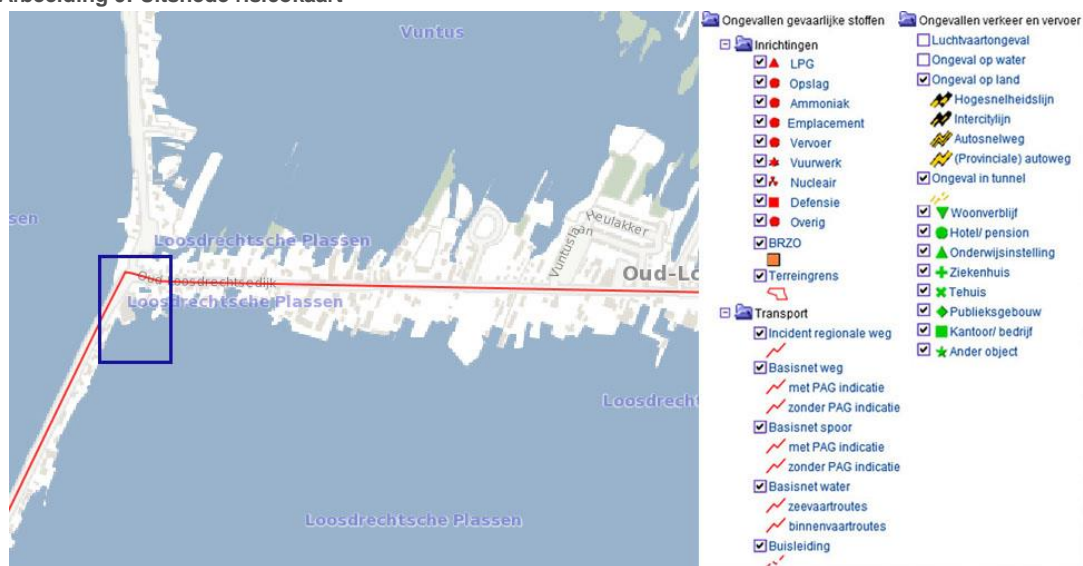 Vuntus
sen
Loosdrechtsche Plassen
Oud-Loosdrechtsedijk
Loosdrechtsche Plassen
Vuntuslaan
Heulakker
Oud-Lo
Loosdrecht
Loosdrechtsche Plassen
Ongevallen gevaarlijke stoffen
Inrichtingen
LPG
Opslag
Ammoniak
Emplacement
Vervoer
Vuurwerk
Nucleair
Defensie
Overig
BRZO
Terreingrens
Transport
Incident regionale weg
Basisnet weg
met PAG indicatie
zonder PAG indicatie
Basisnet spoor
met PAG indicatie
zonder PAG indicatie
Basisnet water
zeevaartroutes
binnenvaartroutes
Buisleiding
Ongevallen verkeer en vervoer
Luchtvaartongeval
Ongeval op water
Ongeval op land
Hogesnelheidslijn
Intercitylijn
Autosnelweg
(Provinciale) autoweg
Ongeval in tunnel
Woonverblijf
Hotel/ pension
Onderwijsinstelling
Ziekenhuis
Tehuis
Publieksgebouw
Kantoor/ bedrijf
Ander object